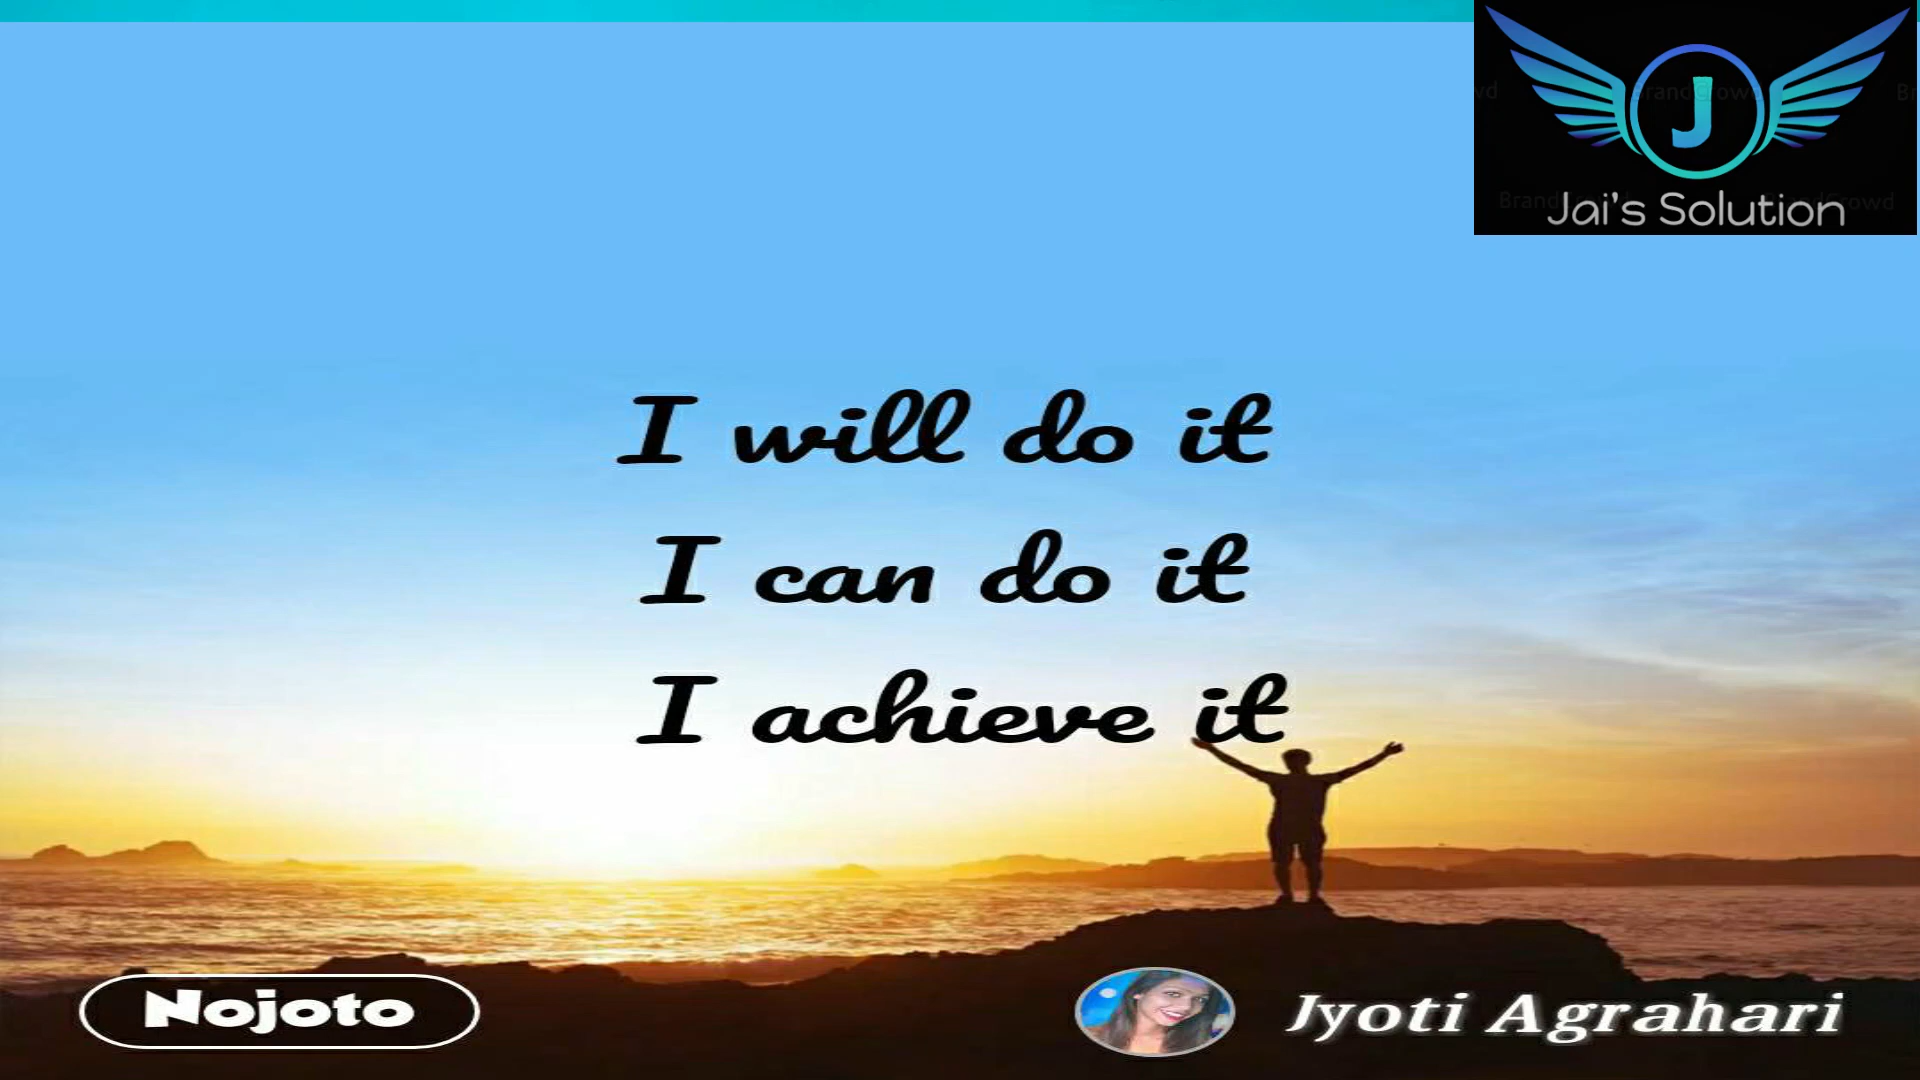 J
Jai's Solution
I will do it
I can do it
I achieve it
Nojoto
Jyoti Agrahari